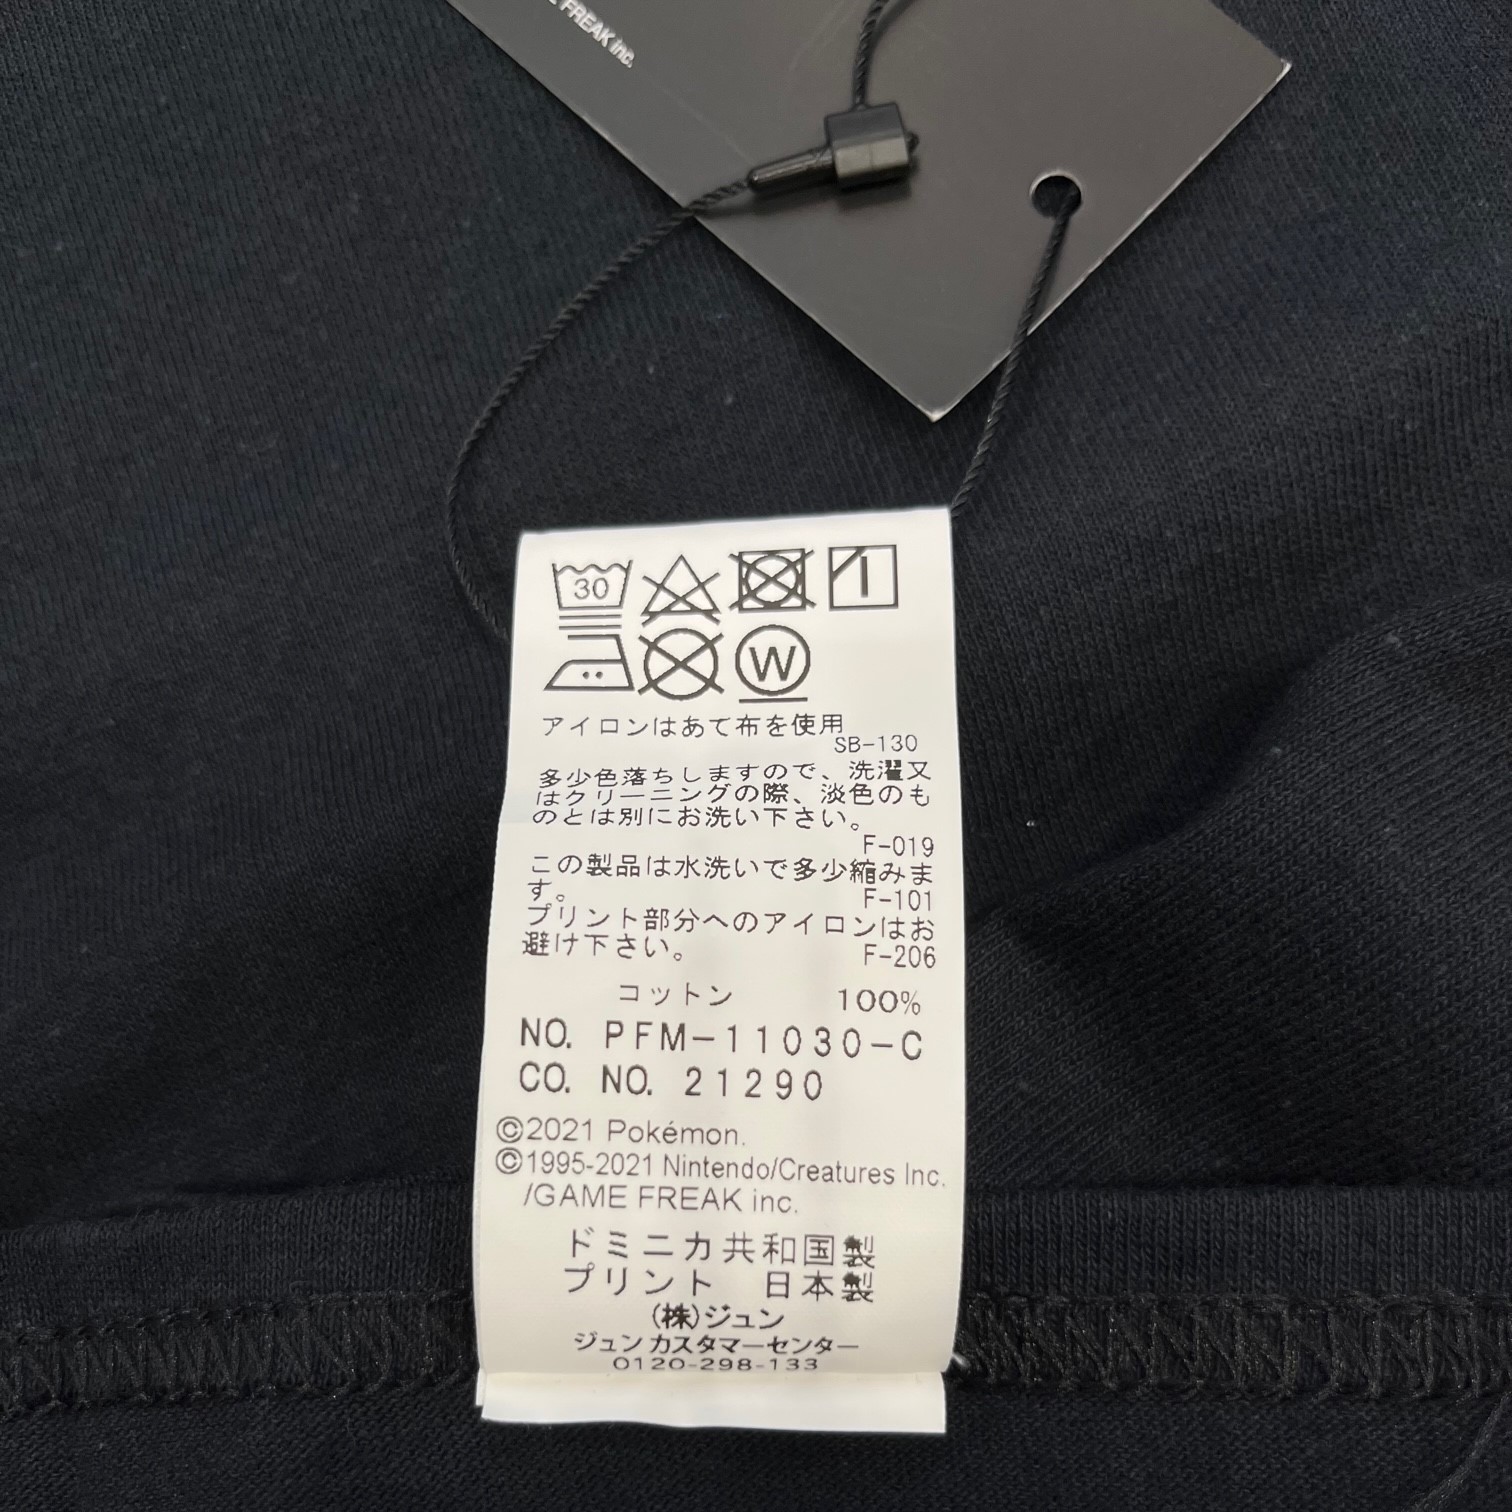 FREAK inc.
30
W
アイロンはあて布を使用
SB-130
多少色落ちしますので、洗濯又
はクリーニングの際、淡色のも
のとは別にお洗い下さい。
F-019
この製品は水洗いで多少縮みま
す。
F-101
プリント部分へのアイロンはお
避け下さい。
F-206
コットン 100%
NO. PFM-11030-C
CO. NO. 21290
©2021 Pokémon.
©1995-2021 Nintendo/Creatures Inc.
/GAME FREAK inc.
ドミニカ共和国製
プリント 日本製
(株)ジュン
ジュンカスタマーセンター
0120-298-133